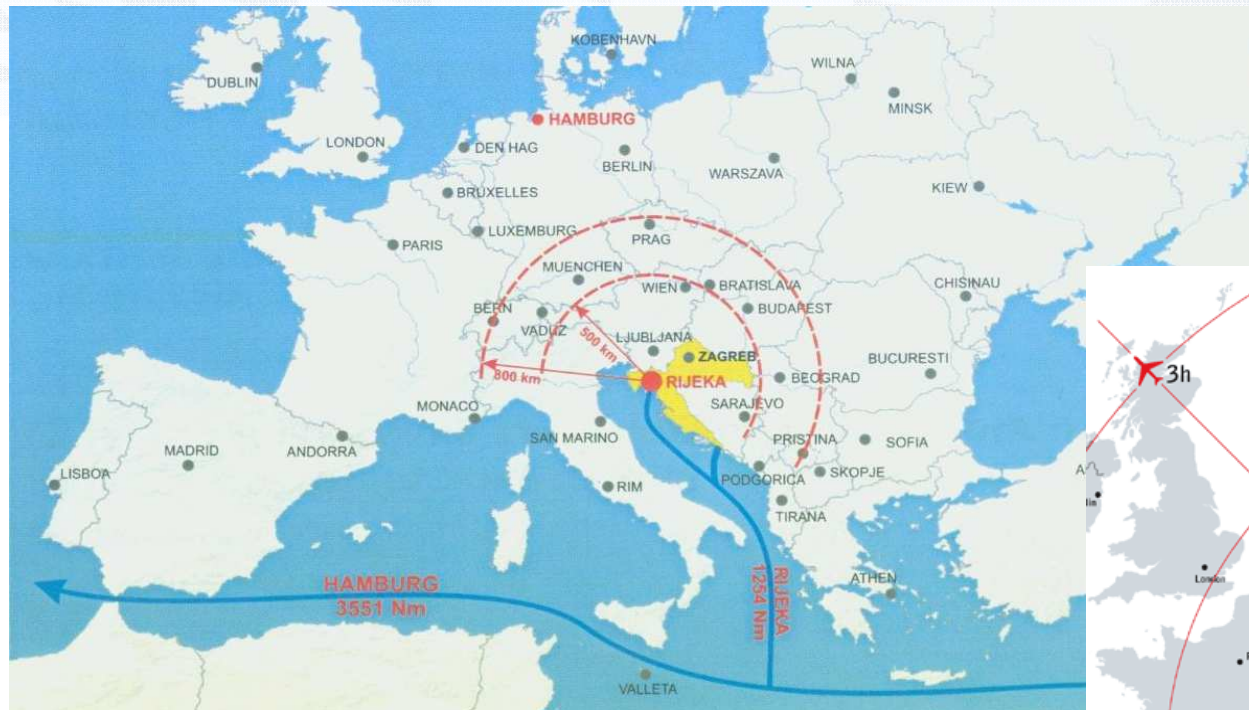 KOBENHAVN
WILNA
DUBLIN
MINSK
HAMBURG
LONDON
DEN HAG
BERLIN
WARSZAVA
BRUXELLES
KIEW
LUXEMBURG
PRAG
PARIS
MUENCHEN
WIEN
BRATISLAVA
CHISINAU
BERN
BUDAPEST
VADUZ
500 km
LJUBLJANA
ZAGREB
BUCURESTI
800 km
RIJEKA
BEOGRAD
MONACO
SARAJEVO
SAN MARINO
PRISTINA
SOFIA
MADRID
ANDORRA
LISBOA
PODGORICA
SKOPJE
RIM
TIRANA
ATHEN
HAMBURG
3551 Nm
RIJEKA
1254 Nm
VALLETA
3h
London